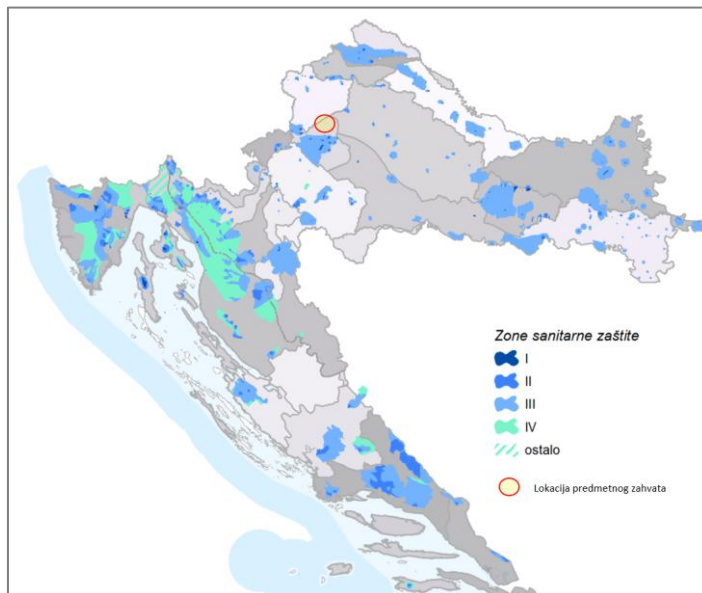 Zone sanitarne zaštite
I
II
III
IV
ostalo
Lokacija predmetnog zahvata